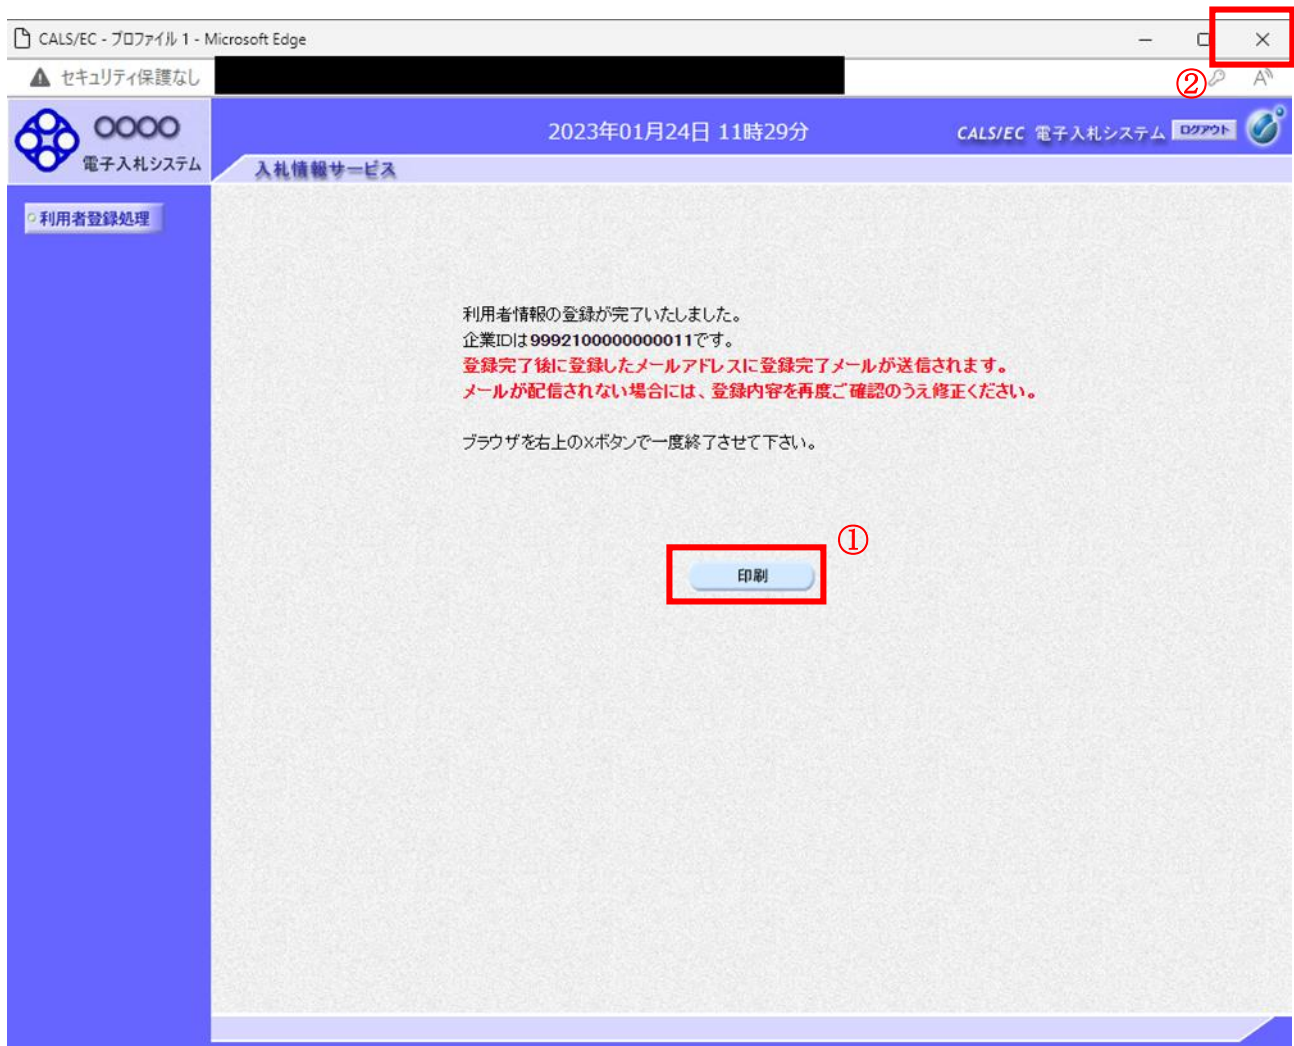 CALS/EC - プロファイル 1 - Microsoft Edge
セキュリティ保護なし
②
〇〇〇〇
電子入札システム
2023年01月24日 11時29分
CALS/EC 電子入札システム
ログアウト
入札情報サービス
利用者登録処理
利用者情報の登録が完了いたしました。
企業IDは9992100000000011です。
登録完了後に登録したメールアドレスに登録完了メールが送信されます。
メールが配信されない場合には、登録内容を再度ご確認のうえ修正ください。
ブラウザを右上の×ボタンで一度終了させて下さい。
①
印刷